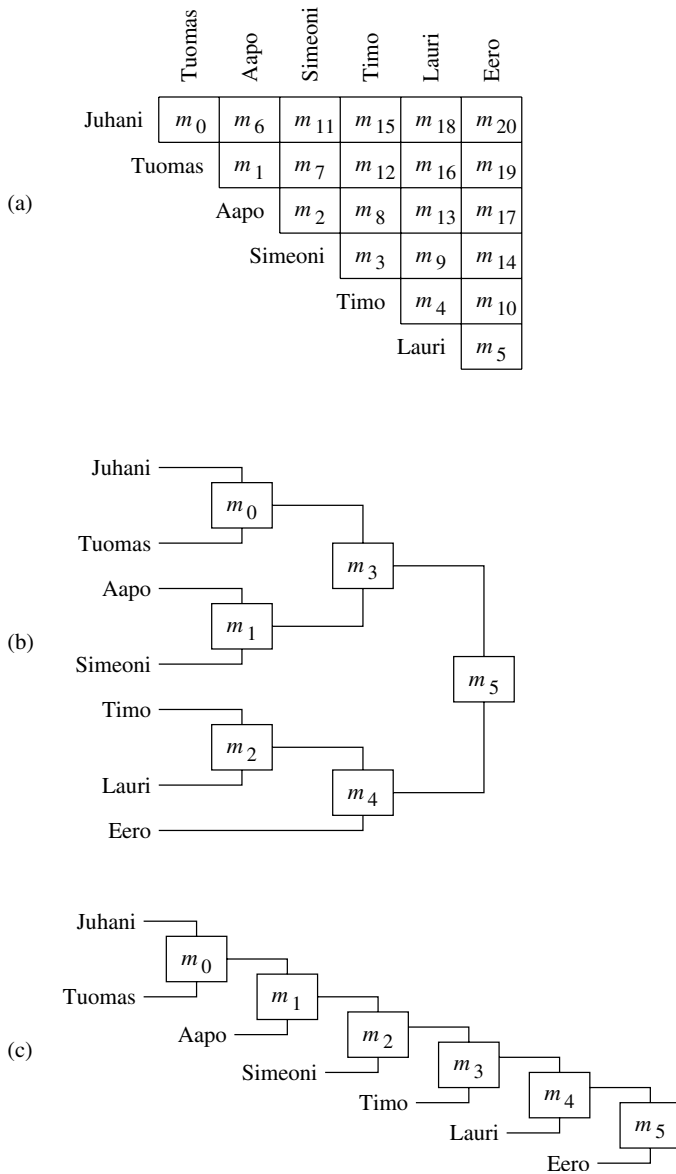 Tuomas Aapo Simeoni Timo Lauri Eero
Juhani m0 m6 m11 m15 m18 m20
Tuomas m1 m7 m12 m16 m19
(a)
Aapo m2 m8 m13 m17
Simeoni m3 m9 m14
Timo m4 m10
Lauri m5
Juhani
m0
Tuomas
m3
Aapo
m1
(b)
Simeoni
m5
Timo
m2
Lauri
m4
Eero
Juhani
m0
Tuomas
m1
Aapo
m2
(c)
Simeoni
m3
Timo
m4
Lauri
m5
Eero